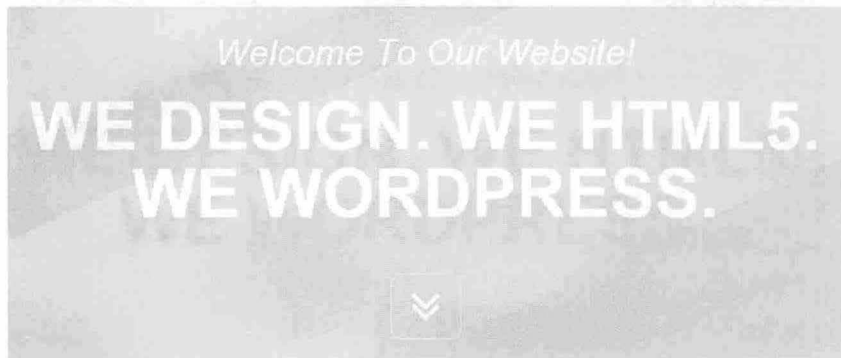 Welcome To Our Website!
WE DESIGN. WE HTML5.
WE WORDPRESS.